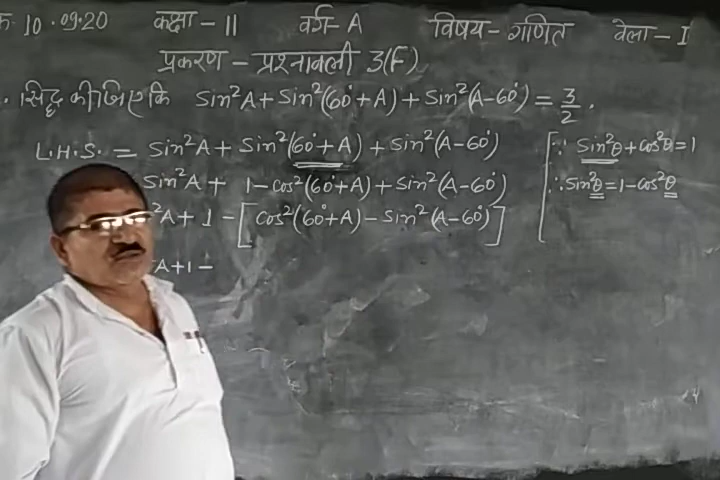 क. 10.09.20 कक्षा - 11 वर्ग - A विषय - गणित वेला - I
प्रकरण - प्रश्नावली 3(F)
. सिद्ध कीजिए कि Sin²A + Sin²(60° + A) + Sin²(A - 60°) = 3/2 .
L.H.S. = Sin²A + Sin²(60° + A) + Sin²(A - 60°) [∵ Sin²θ + Cos²θ = 1
Sin²A + 1 - Cos²(60° + A) + Sin²(A - 60°) ∴ Sin²θ = 1 - Cos²θ
²A + 1 - [Cos²(60° + A) - Sin²(A - 60°)]
A + 1 -